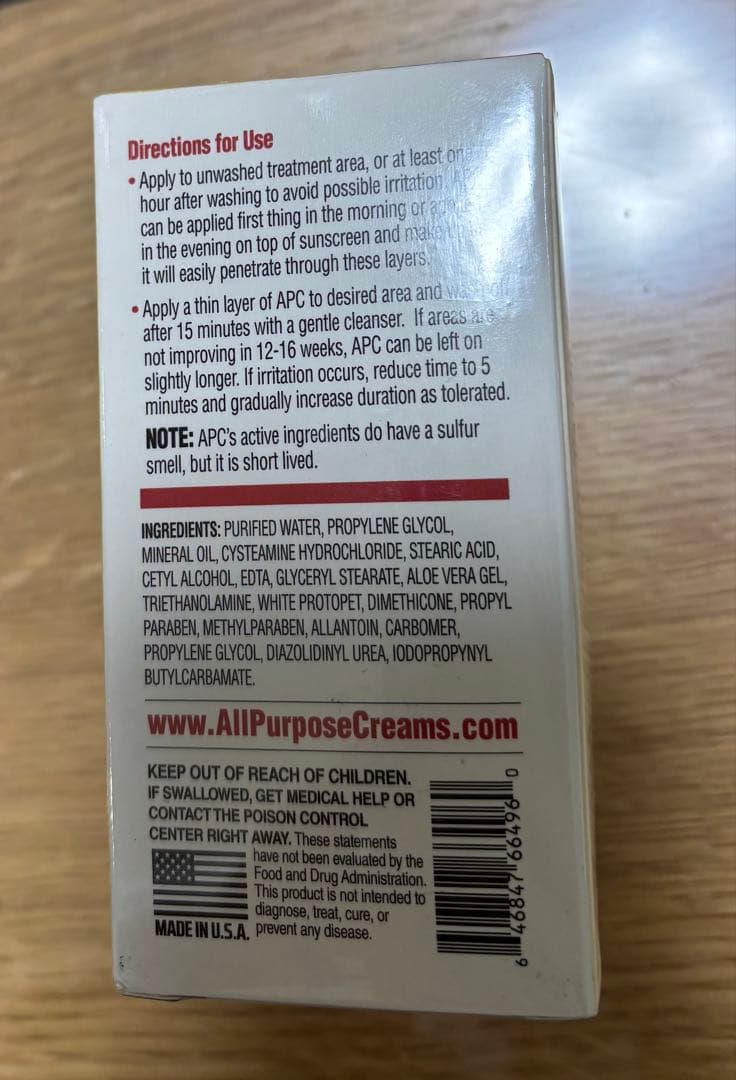 Directions for Use
• Apply to unwashed treatment area, or at least one
hour after washing to avoid possible irritation.
can be applied first thing in the morning or
in the evening on top of sunscreen and make
it will easily penetrate through these layers.
• Apply a thin layer of APC to desired area and
after 15 minutes with a gentle cleanser. If areas are
not improving in 12-16 weeks, APC can be left on
slightly longer. If irritation occurs, reduce time to 5
minutes and gradually increase duration as tolerated.
NOTE: APC's active ingredients do have a sulfur
smell, but it is short lived.
INGREDIENTS: PURIFIED WATER, PROPYLENE GLYCOL,
MINERAL OIL, CYSTEAMINE HYDROCHLORIDE, STEARIC ACID,
CETYL ALCOHOL, EDTA, GLYCERYL STEARATE, ALOE VERA GEL,
TRIETHANOLAMINE, WHITE PROTOPET, DIMETHICONE, PROPYL
PARABEN, METHYLPARABEN, ALLANTOIN, CARBOMER,
PROPYLENE GLYCOL, DIAZOLIDINYL UREA, IODOPROPYNYL
BUTYLCARBAMATE.
www.AllPurposeCreams.com
KEEP OUT OF REACH OF CHILDREN.
IF SWALLOWED, GET MEDICAL HELP OR
CONTACT THE POISON CONTROL
CENTER RIGHT AWAY. These statements
have not been evaluated by the
Food and Drug Administration.
This product is not intended to
diagnose, treat, cure, or
prevent any disease.
MADE IN U.S.A.
6 46847 66496 0